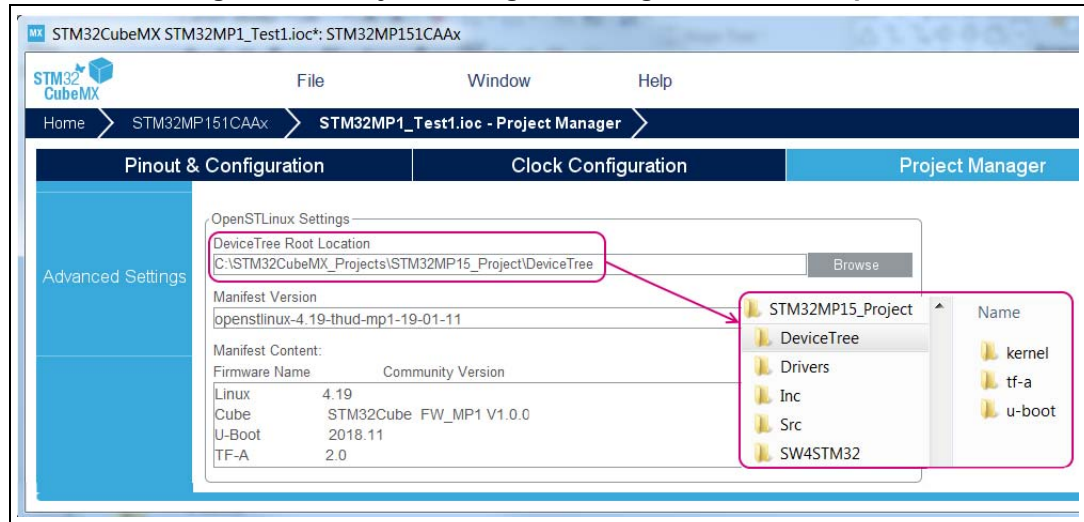 STM32CubeMX STM32MP1_Test1.ioc*: STM32MP151CAAx
STM32
CubeMX
File Window Help
Home STM32MP151CAAx STM32MP1_Test1.ioc - Project Manager
Pinout & Configuration Clock Configuration Project Manager
Advanced Settings
OpenSTLinux Settings
DeviceTree Root Location
C:\STM32CubeMX_Projects\STM32MP15_Project\DeviceTree
Browse
Manifest Version
openstlinux-4.19-thud-mp1-19-01-11
Manifest Content:
Firmware Name Community Version
Linux 4.19
Cube STM32Cube FW_MP1 V1.0.0
U-Boot 2018.11
TF-A 2.0
STM32MP15_Project
DeviceTree
Drivers
Inc
Src
SW4STM32
Name
kernel
tf-a
u-boot